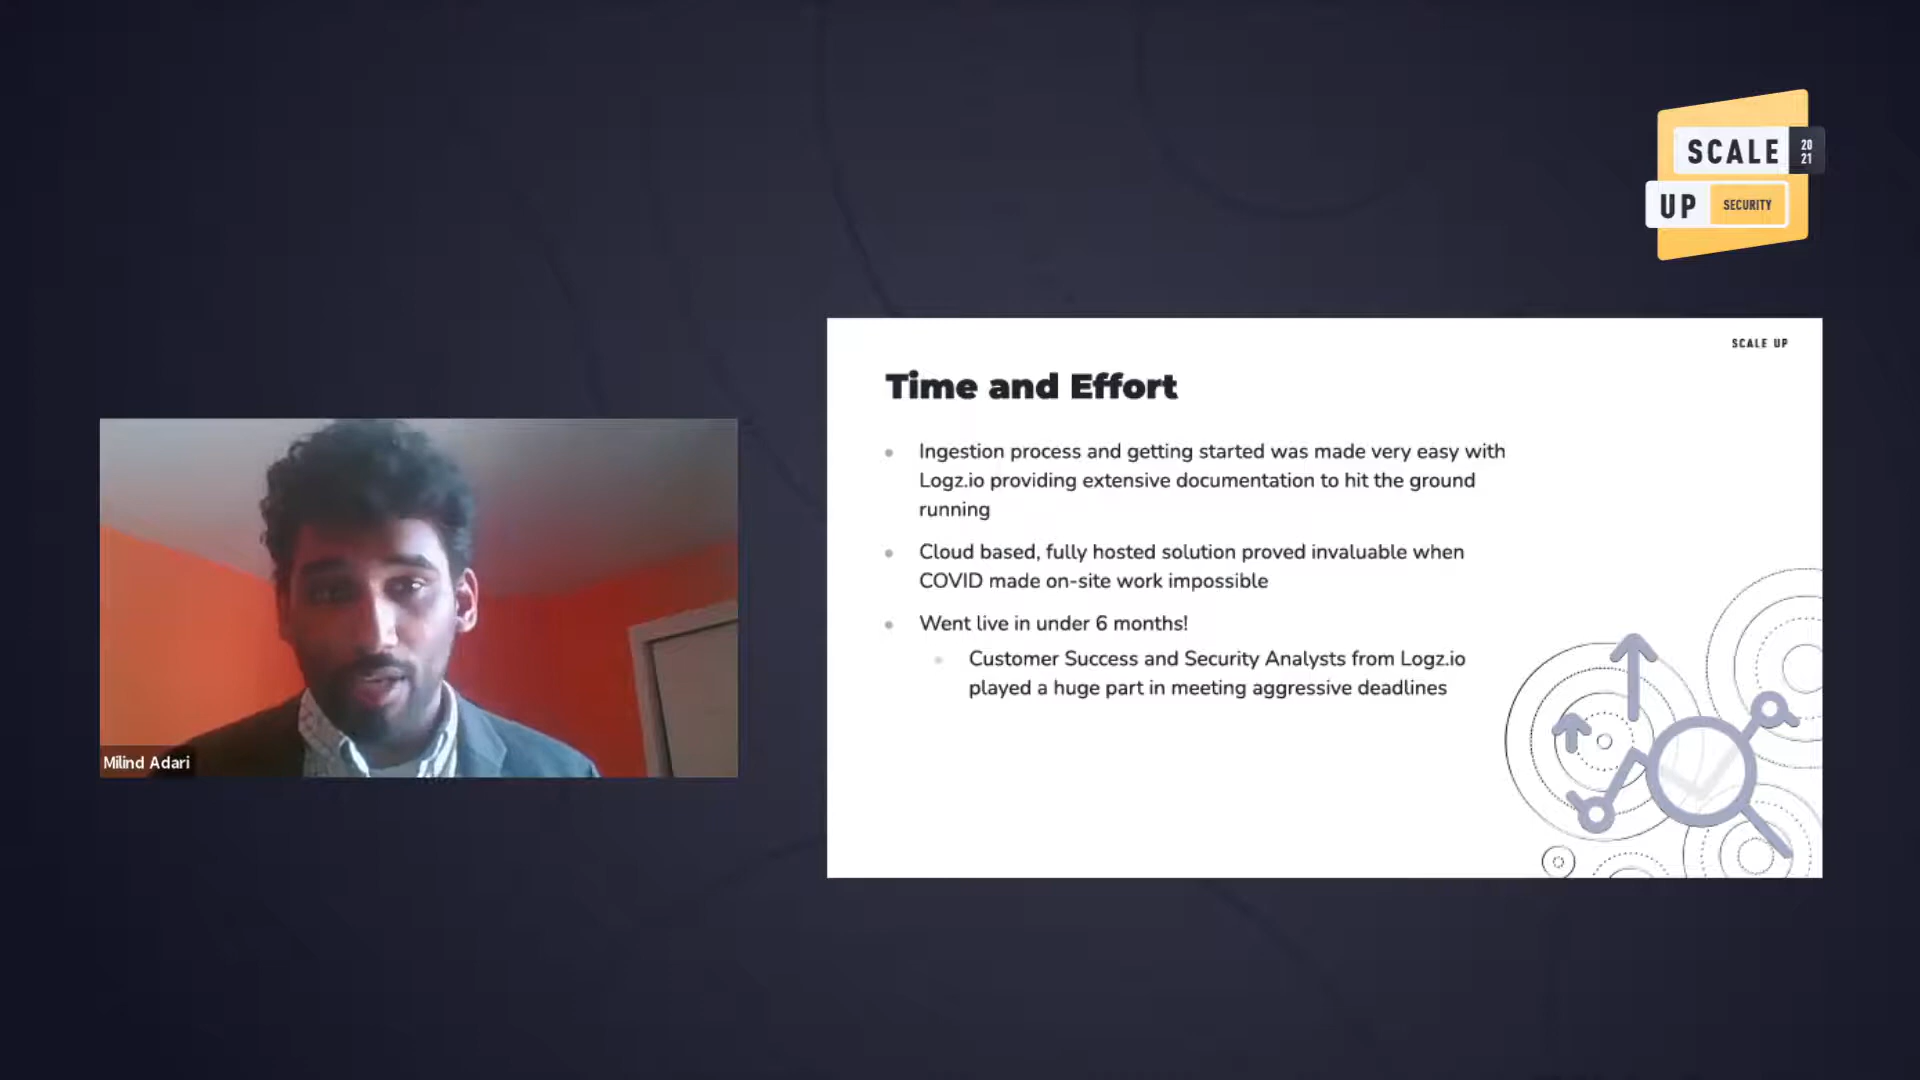 SCALE
20
21
UP
SECURITY
SCALE UP
Time and Effort
Ingestion process and getting started was made very easy with
Logz.io providing extensive documentation to hit the ground
running
Cloud based, fully hosted solution proved invaluable when
COVID made on-site work impossible
Went live in under 6 months!
Customer Success and Security Analysts from Logz.io
played a huge part in meeting aggressive deadlines
Milind Adari